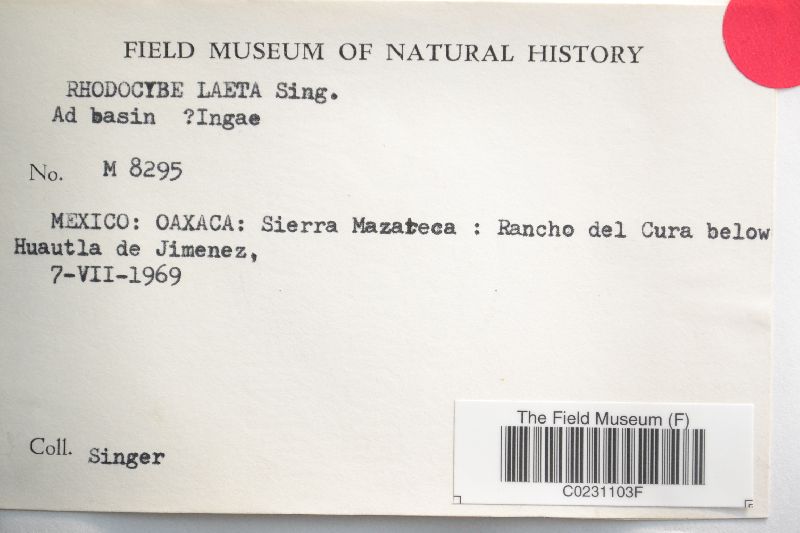 FIELD MUSEUM OF NATURAL HISTORY
RHODOCYBE LAETA Sing.
Ad basin ?Ingae
No. M 8295
MEXICO: OAXACA: Sierra Mazateca : Rancho del Cura below
Huautla de Jimenez,
7-VII-1969
Coll. Singer
The Field Museum (F)
C0231103F